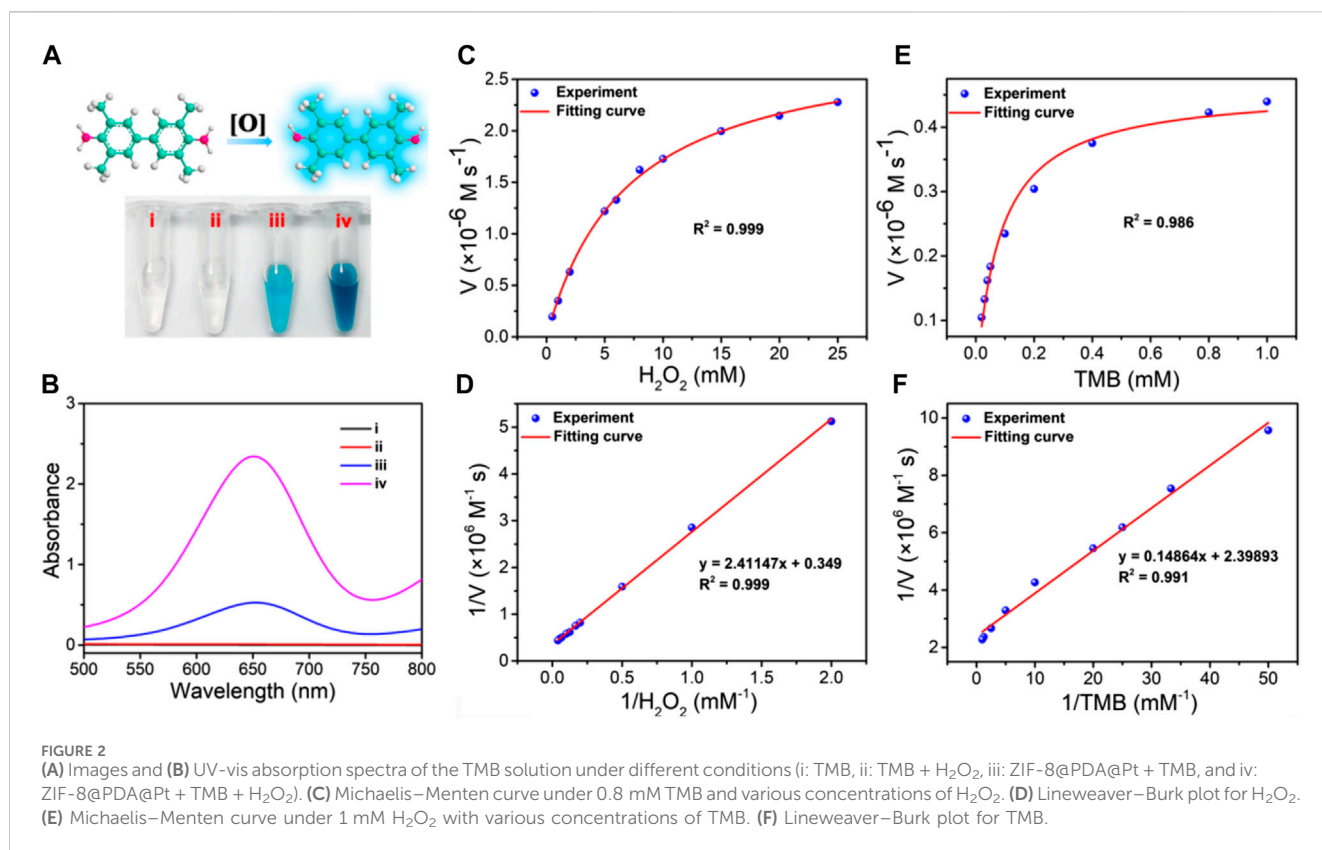 A
[O]
i ii iii iv
B
Absorbance
3
2
1
0
i
ii
iii
iv
500 550 600 650 700 750 800
Wavelength (nm)
C
V (×10⁻⁶ M s⁻¹)
2.5
2.0
1.5
1.0
0.5
0.0
Experiment
Fitting curve
R² = 0.999
0 5 10 15 20 25
H₂O₂ (mM)
D
1/V (×10⁶ M⁻¹ s)
5
4
3
2
1
0
Experiment
Fitting curve
y = 2.41147x + 0.349
R² = 0.999
0.0 0.5 1.0 1.5 2.0
1/H₂O₂ (mM⁻¹)
E
V (×10⁻⁶ M s⁻¹)
0.4
0.3
0.2
0.1
Experiment
Fitting curve
R² = 0.986
0.0 0.2 0.4 0.6 0.8 1.0
TMB (mM)
F
1/V (×10⁶ M⁻¹ s)
10
8
6
4
2
Experiment
Fitting curve
y = 0.14864x + 2.39893
R² = 0.991
0 10 20 30 40 50
1/TMB (mM⁻¹)
FIGURE 2
(A) Images and (B) UV-vis absorption spectra of the TMB solution under different conditions (i: TMB, ii: TMB + H₂O₂, iii: ZIF-8@PDA@Pt + TMB, and iv:
ZIF-8@PDA@Pt + TMB + H₂O₂). (C) Michaelis–Menten curve under 0.8 mM TMB and various concentrations of H₂O₂. (D) Lineweaver–Burk plot for H₂O₂.
(E) Michaelis–Menten curve under 1 mM H₂O₂ with various concentrations of TMB. (F) Lineweaver–Burk plot for TMB.